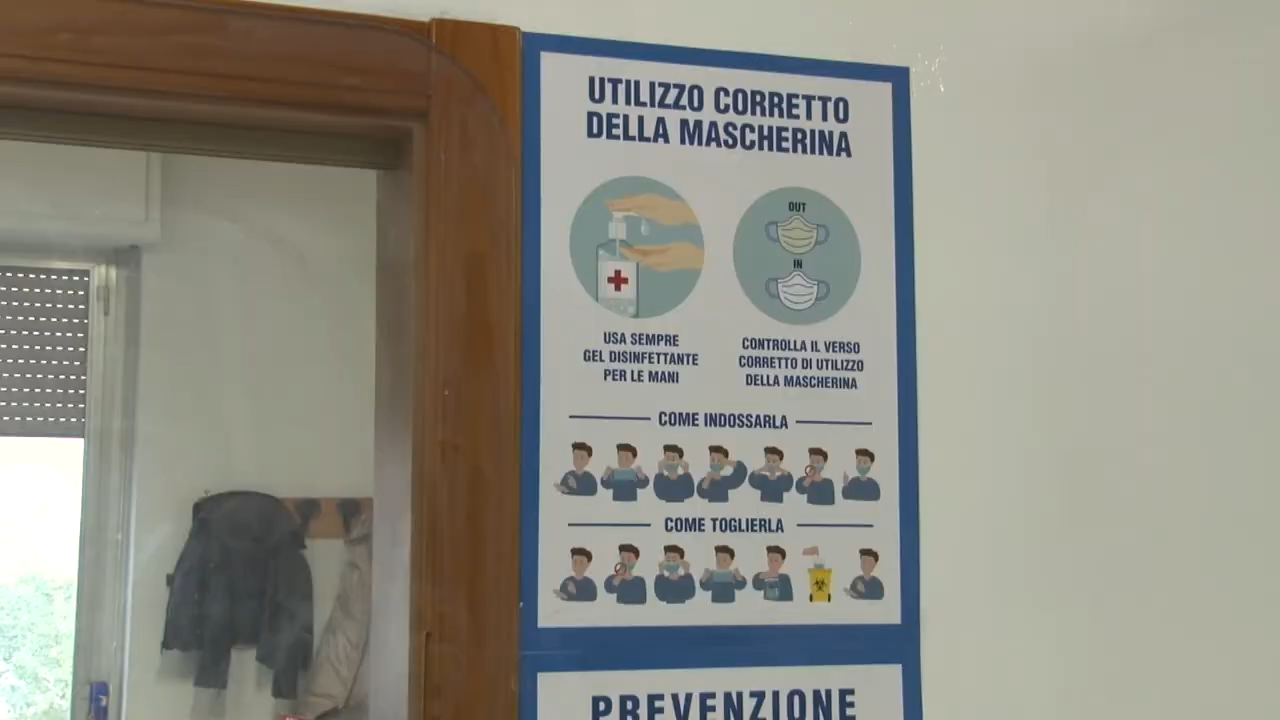 UTILIZZO CORRETTO
DELLA MASCHERINA
OUT
IN
USA SEMPRE
GEL DISINFETTANTE
PER LE MANI
CONTROLLA IL VERSO
CORRETTO DI UTILIZZO
DELLA MASCHERINA
COME INDOSSARLA
COME TOGLIERLA
PREVENZIONE